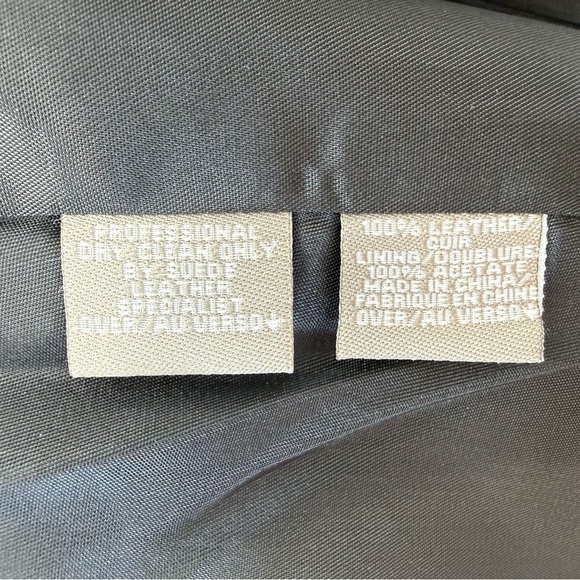 PROFESSIONAL
DRY CLEAN ONLY
BY SUEDE
LEATHER
SPECIALIST
OVER/AU VERSO↓
100% LEATHER/
CUIR
LINING/DOUBLURE
100% ACETATE
MADE IN CHINA/
FABRIQUE EN CHINE
OVER/AU VERSO↓